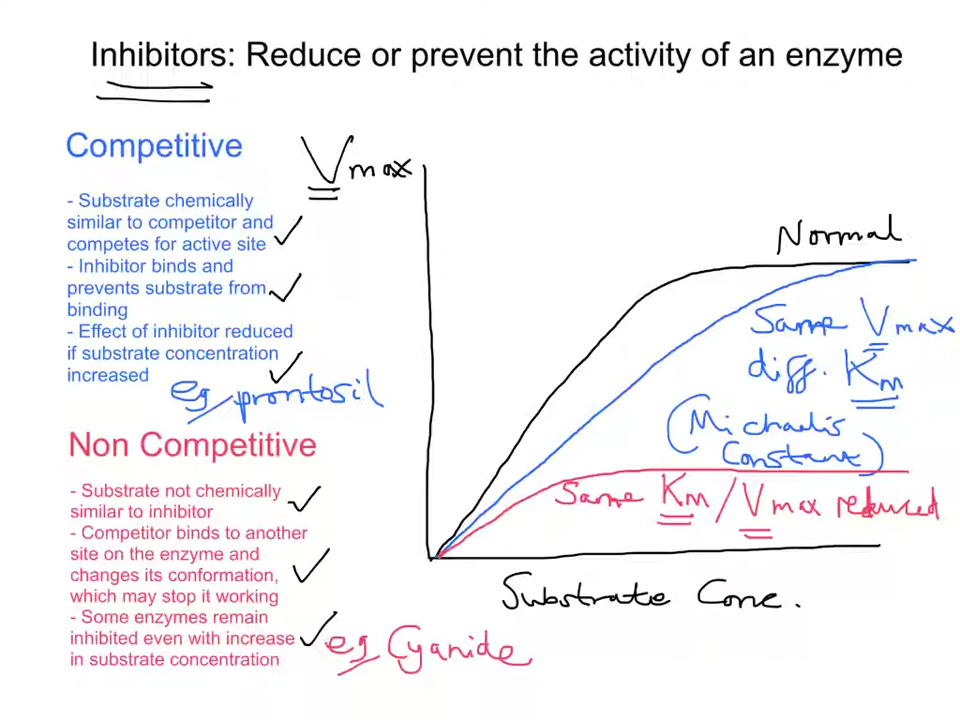 Inhibitors: Reduce or prevent the activity of an enzyme
Competitive
- Substrate chemically
similar to competitor and
competes for active site
- Inhibitor binds and
prevents substrate from
binding
- Effect of inhibitor reduced
if substrate concentration
increased
eg prontosil
Non Competitive
- Substrate not chemically
similar to inhibitor
- Competitor binds to another
site on the enzyme and
changes its conformation,
which may stop it working
- Some enzymes remain
inhibited even with increase
in substrate concentration
eg Cyanide
Vmax
Normal
Same Vmax
diff. Km
(Michaelis
Constant)
Same Km / Vmax reduced
Substrate Conc.